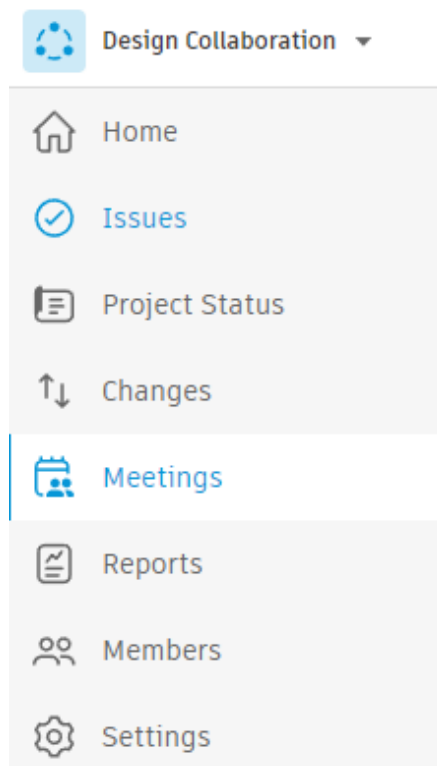 Design Collaboration
Home
Issues
Project Status
Changes
Meetings
Reports
Members
Settings